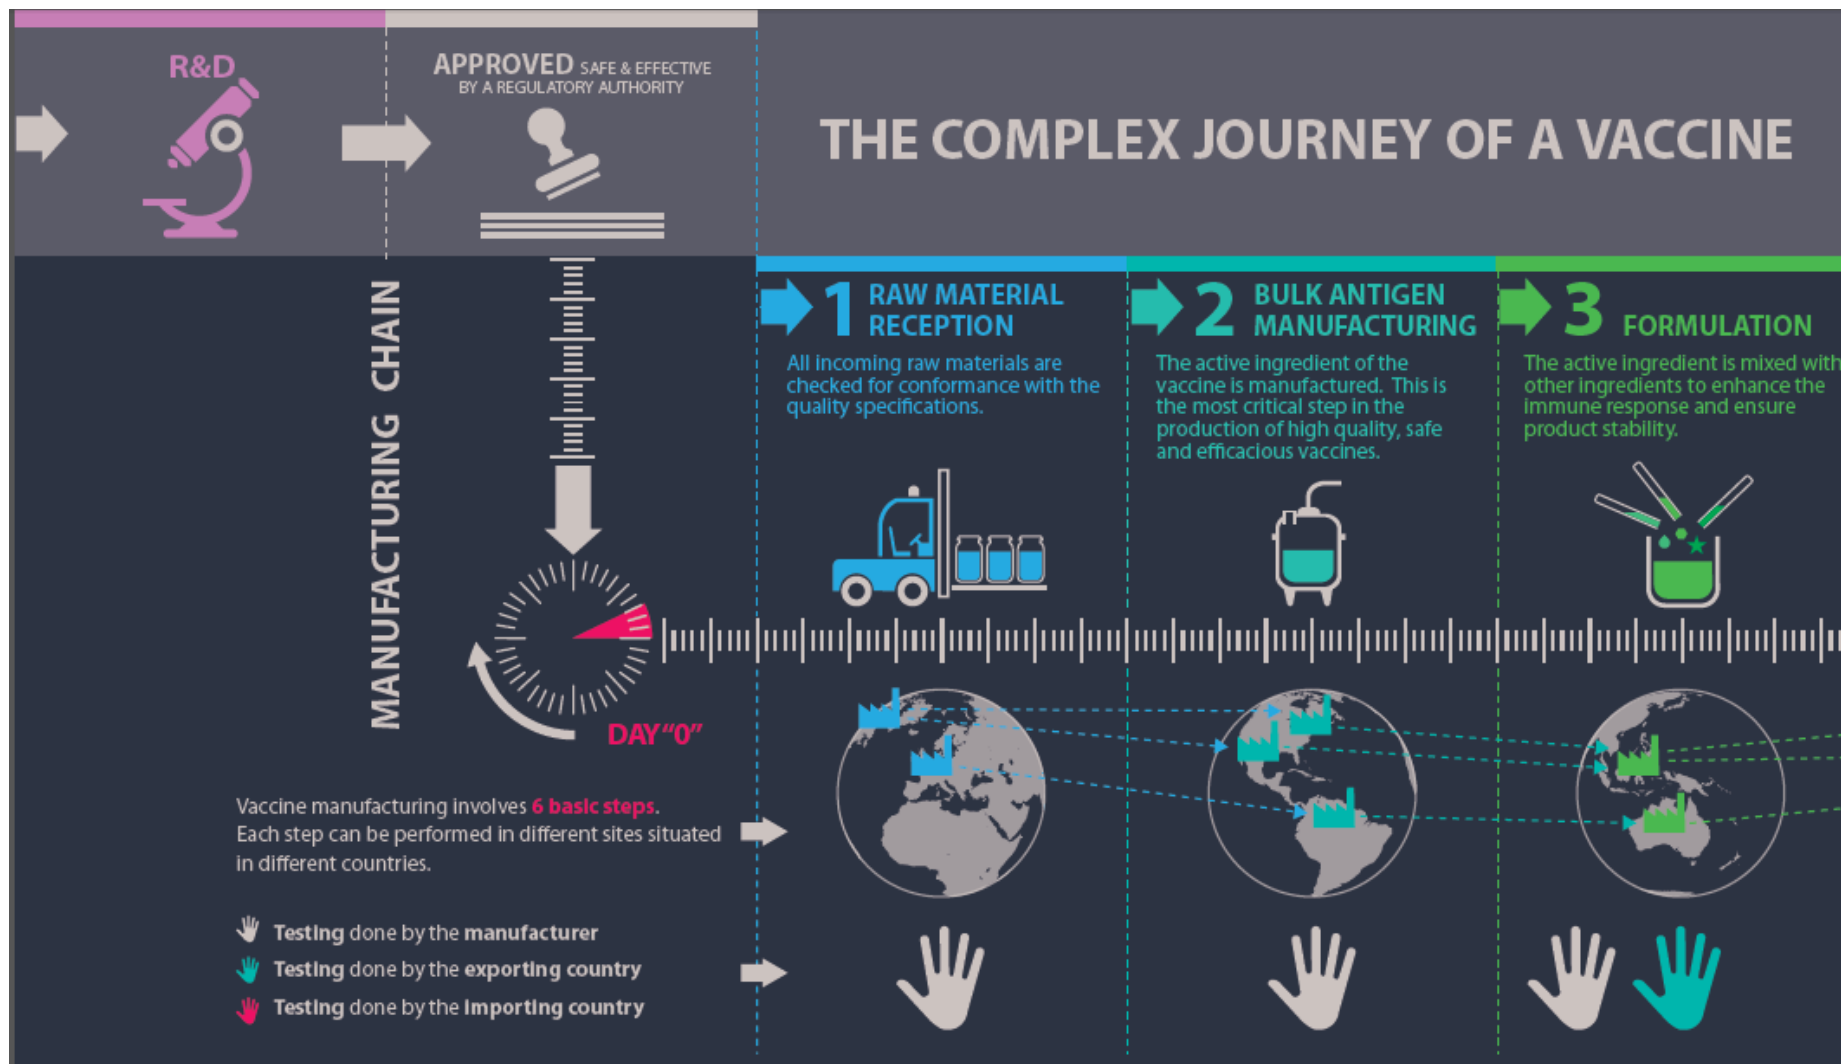 R&D
APPROVED SAFE & EFFECTIVE
BY A REGULATORY AUTHORITY
THE COMPLEX JOURNEY OF A VACCINE
MANUFACTURING CHAIN
1 RAW MATERIAL
RECEPTION
All incoming raw materials are
checked for conformance with the
quality specifications.
2 BULK ANTIGEN
MANUFACTURING
The active ingredient of the
vaccine is manufactured. This is
the most critical step in the
production of high quality, safe
and efficacious vaccines.
3 FORMULATION
The active ingredient is mixed with
other ingredients to enhance the
immune response and ensure
product stability.
DAY“0”
Vaccine manufacturing involves 6 basic steps.
Each step can be performed in different sites situated
in different countries.
Testing done by the manufacturer
Testing done by the exporting country
Testing done by the importing country